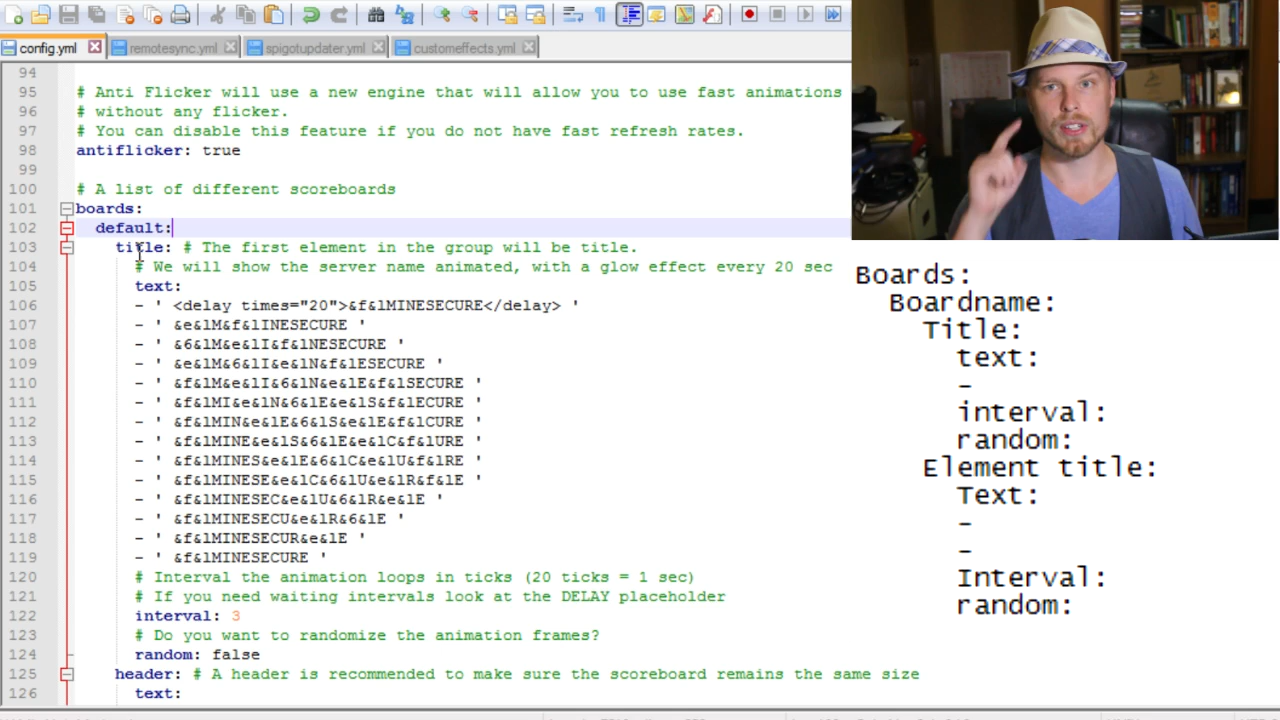 config.yml
remotesync.yml
spigotupdater.yml
customeffects.yml
94
95 # Anti Flicker will use a new engine that will allow you to use fast animations
96 # without any flicker.
97 # You can disable this feature if you do not have fast refresh rates.
98 antiflicker: true
99
100 # A list of different scoreboards
101 boards:
102 default:
103 title: # The first element in the group will be title.
104 # We will show the server name animated, with a glow effect every 20 sec
105 text:
106 - ' <delay times="20">&f&lMINESECURE</delay> '
107 - ' &e&lM&f&lINESECURE '
108 - ' &6&lM&e&lI&f&lNESECURE '
109 - ' &e&lM&6&lI&e&lN&f&lESECURE '
110 - ' &f&lM&e&lI&6&lN&e&lE&f&lSECURE '
111 - ' &f&lMI&e&lN&6&lE&e&lS&f&lECURE '
112 - ' &f&lMIN&e&lE&6&lS&e&lE&f&lCURE '
113 - ' &f&lMINE&e&lS&6&lE&e&lC&f&lURE '
114 - ' &f&lMINES&e&lE&6&lC&e&lU&f&lRE '
115 - ' &f&lMINESE&e&lC&6&lU&e&lR&f&lE '
116 - ' &f&lMINESEC&e&lU&6&lR&e&lE '
117 - ' &f&lMINESECU&e&lR&6&lE '
118 - ' &f&lMINESECUR&e&lE '
119 - ' &f&lMINESECURE '
120 # Interval the animation loops in ticks (20 ticks = 1 sec)
121 # If you need waiting intervals look at the DELAY placeholder
122 interval: 3
123 # Do you want to randomize the animation frames?
124 random: false
125 header: # A header is recommended to make sure the scoreboard remains the same size
126 text:
Boards:
Boardname:
Title:
text:
-
interval:
random:
Element title:
Text:
-
-
Interval:
random: